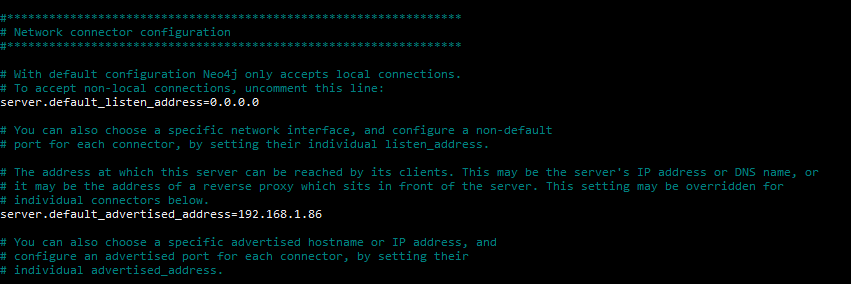 #*****************************************************************
# Network connector configuration
#*****************************************************************
# With default configuration Neo4j only accepts local connections.
# To accept non-local connections, uncomment this line:
server.default_listen_address=0.0.0.0
# You can also choose a specific network interface, and configure a non-default
# port for each connector, by setting their individual listen_address.
# The address at which this server can be reached by its clients. This may be the server's IP address or DNS name, or
# it may be the address of a reverse proxy which sits in front of the server. This setting may be overridden for
# individual connectors below.
server.default_advertised_address=192.168.1.86
# You can also choose a specific advertised hostname or IP address, and
# configure an advertised port for each connector, by setting their
# individual advertised_address.